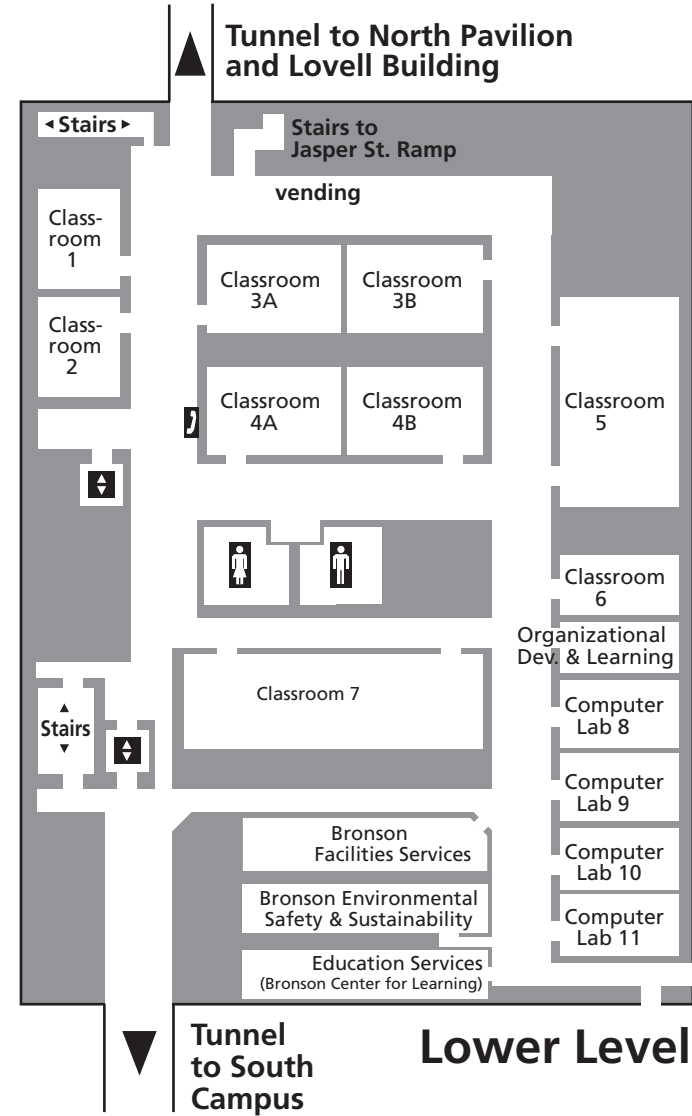 Tunnel to North Pavilion
and Lovell Building
◄ Stairs ►
Stairs to
Jasper St. Ramp
vending
Class-
room
1
Classroom
3A
Classroom
3B
Class-
room
2
Classroom
4A
Classroom
4B
Classroom
5
Classroom
6
Organizational
Dev. & Learning
Classroom 7
▲
Stairs
▼
Computer
Lab 8
Computer
Lab 9
Bronson
Facilities Services
Computer
Lab 10
Bronson Environmental
Safety & Sustainability
Computer
Lab 11
Education Services
(Bronson Center for Learning)
Tunnel
to South
Campus
Lower Level